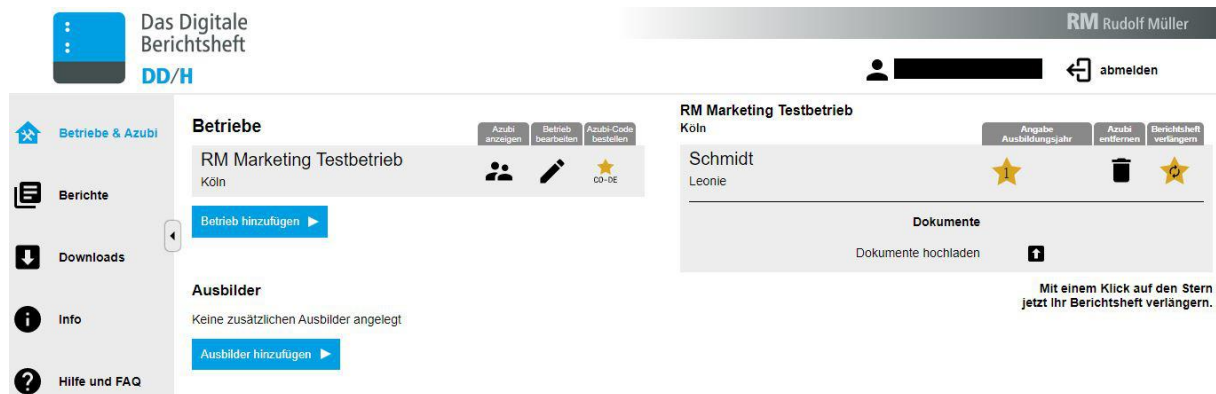 Das Digitale
Berichtsheft
DD/H
RM Rudolf Müller
abmelden
Betriebe & Azubi
Berichte
Downloads
Info
Hilfe und FAQ
Betriebe
Azubi
anzeigen
Betrieb
bearbeiten
Azubi-Code
bestellen
RM Marketing Testbetrieb
Köln
CO-DE
Betrieb hinzufügen
Ausbilder
Keine zusätzlichen Ausbilder angelegt
Ausbilder hinzufügen
RM Marketing Testbetrieb
Köln
Angabe
Ausbildungsjahr
Azubi
entfernen
Berichtsheft
verlängern
Schmidt
Leonie
1
Dokumente
Dokumente hochladen
Mit einem Klick auf den Stern
jetzt Ihr Berichtsheft verlängern.